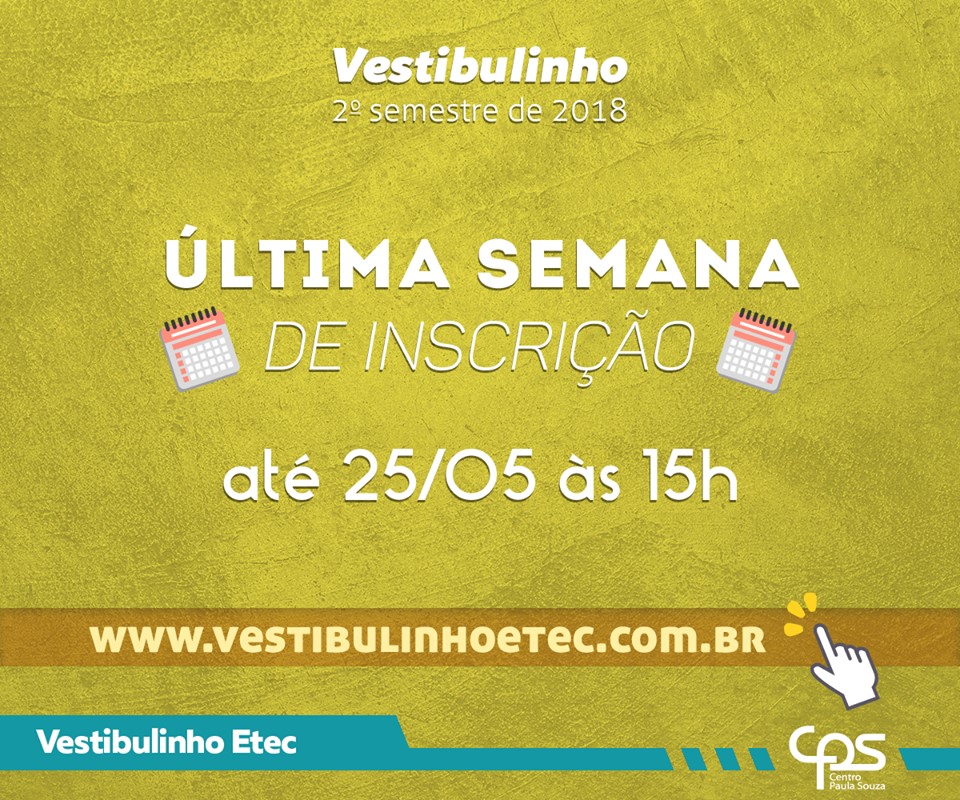 Vestibulinho
2º semestre de 2018
ÚLTIMA SEMANA
DE INSCRIÇÃO
até 25/05 às 15h
www.vestibulinhoetec.com.br
Vestibulinho Etec
CPS
Centro
Paula Souza